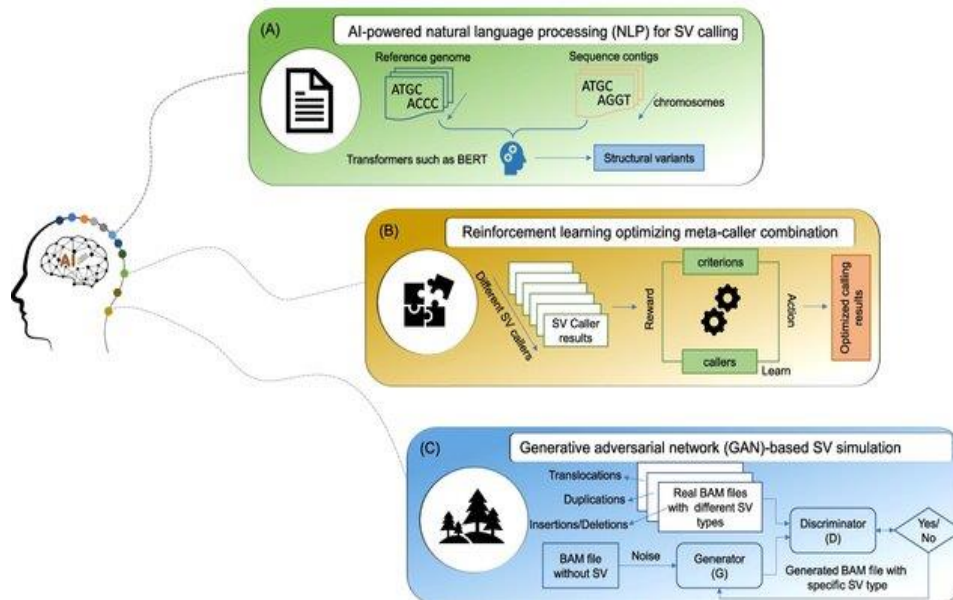 (A)
AI-powered natural language processing (NLP) for SV calling
Reference genome
Sequence contigs
ATGC
ACCC
ATGC
AGGT
chromosomes
Transformers such as BERT
Structural variants
AI
(B)
Reinforcement learning optimizing meta-caller combination
Different SV callers
SV Caller
results
Reward
criterions
callers
Action
Learn
Optimized calling
results
(C)
Generative adversarial network (GAN)-based SV simulation
Translocations
Duplications
Insertions/Deletions
Real BAM files
with different SV
types
BAM file
without SV
Noise
Generator
(G)
Discriminator
(D)
Yes/
No
Generated BAM file with
specific SV type